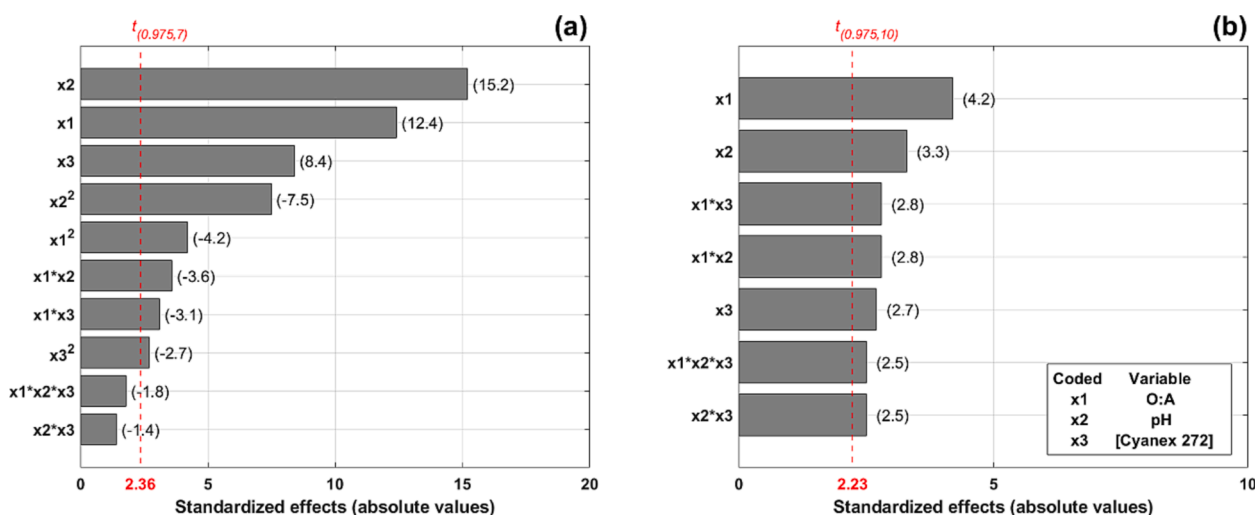 t(0.975,7)
(a)
x2
(15.2)
x1
(12.4)
x3
(8.4)
x2²
(-7.5)
x1²
(-4.2)
x1*x2
(-3.6)
x1*x3
(-3.1)
x3²
(-2.7)
x1*x2*x3
(-1.8)
x2*x3
(-1.4)
0 2.36 5 10 15 20
Standardized effects (absolute values)
t(0.975,10)
(b)
x1
(4.2)
x2
(3.3)
x1*x3
(2.8)
x1*x2
(2.8)
x3
(2.7)
x1*x2*x3
(2.5)
x2*x3
(2.5)
Coded Variable
x1 O:A
x2 pH
x3 [Cyanex 272]
0 2.23 5 10
Standardized effects (absolute values)